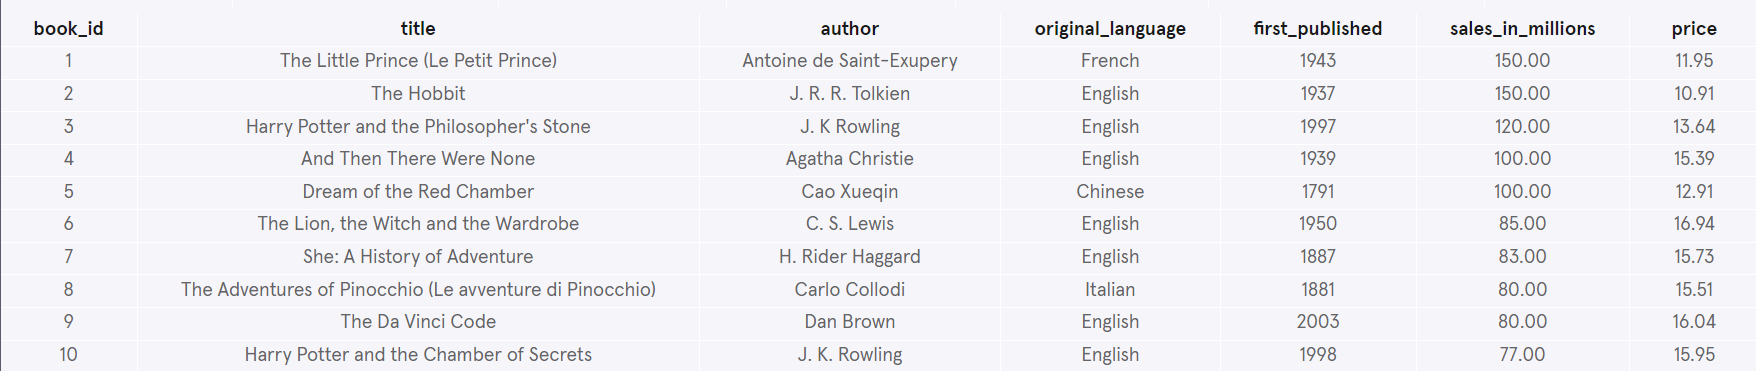 book_id title author original_language first_published sales_in_millions price
1 The Little Prince (Le Petit Prince) Antoine de Saint-Exupery French 1943 150.00 11.95
2 The Hobbit J. R. R. Tolkien English 1937 150.00 10.91
3 Harry Potter and the Philosopher's Stone J. K Rowling English 1997 120.00 13.64
4 And Then There Were None Agatha Christie English 1939 100.00 15.39
5 Dream of the Red Chamber Cao Xueqin Chinese 1791 100.00 12.91
6 The Lion, the Witch and the Wardrobe C. S. Lewis English 1950 85.00 16.94
7 She: A History of Adventure H. Rider Haggard English 1887 83.00 15.73
8 The Adventures of Pinocchio (Le avventure di Pinocchio) Carlo Collodi Italian 1881 80.00 15.51
9 The Da Vinci Code Dan Brown English 2003 80.00 16.04
10 Harry Potter and the Chamber of Secrets J. K. Rowling English 1998 77.00 15.95